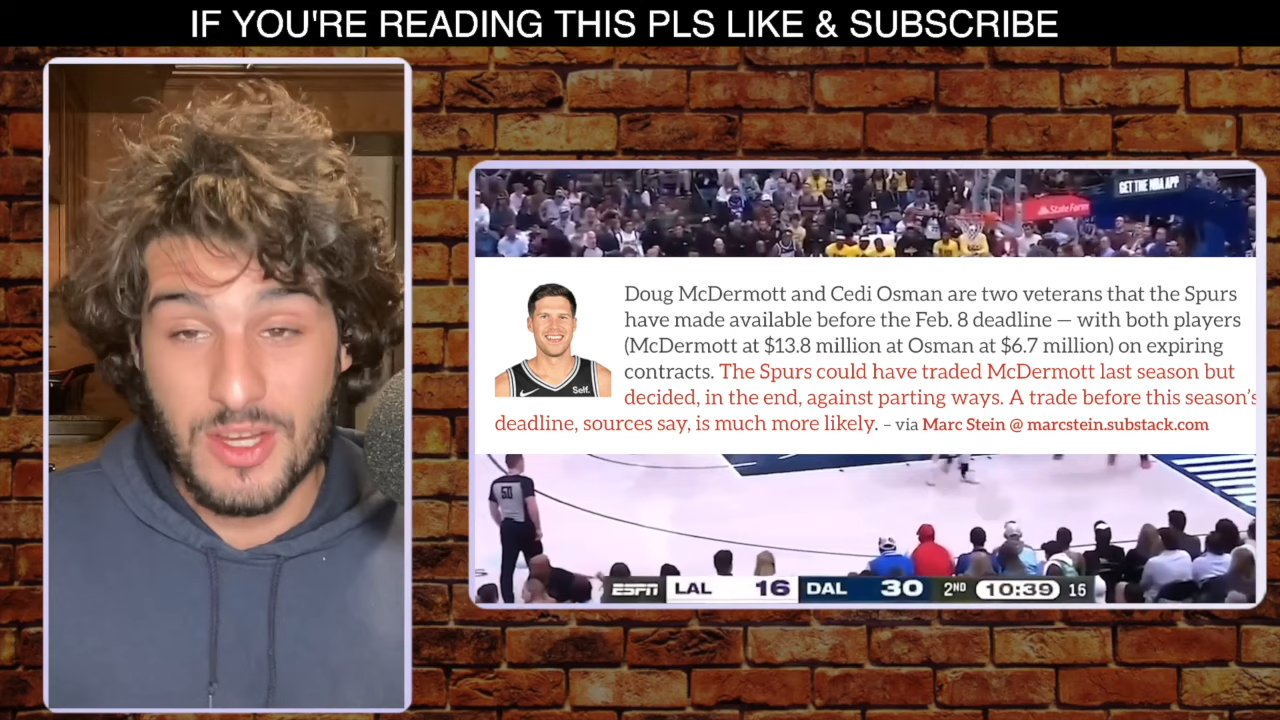 IF YOU'RE READING THIS PLS LIKE & SUBSCRIBE
GET THE NBA APP
StateFarm
Doug McDermott and Cedi Osman are two veterans that the Spurs
have made available before the Feb. 8 deadline — with both players
(McDermott at $13.8 million at Osman at $6.7 million) on expiring
contracts. The Spurs could have traded McDermott last season but
decided, in the end, against parting ways. A trade before this season's
deadline, sources say, is much more likely. – via Marc Stein @ marcstein.substack.com
Self.
ESPN LAL 16 DAL 30 2ND 10:39 16